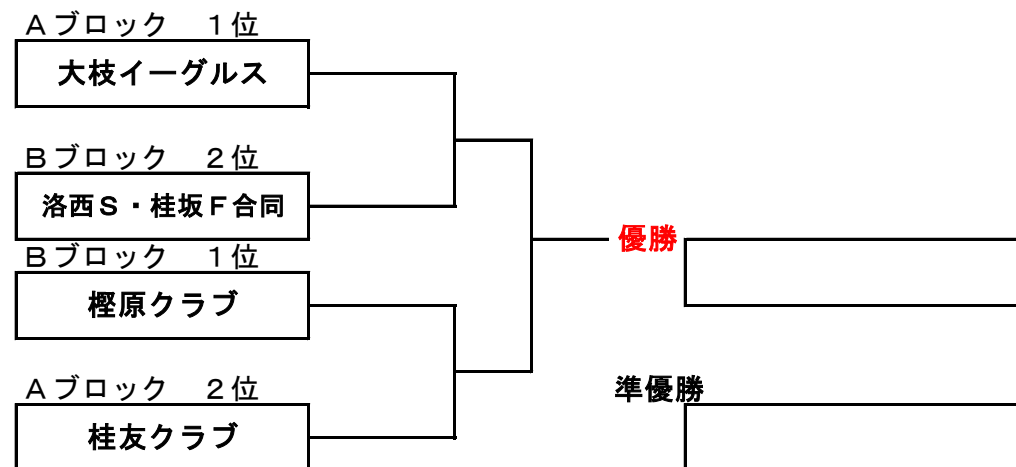 Ａブロック　１位
大枝イーグルス
Ｂブロック　２位
洛西Ｓ・桂坂Ｆ合同
Ｂブロック　１位
樫原クラブ
優勝
Ａブロック　２位
準優勝
桂友クラブ